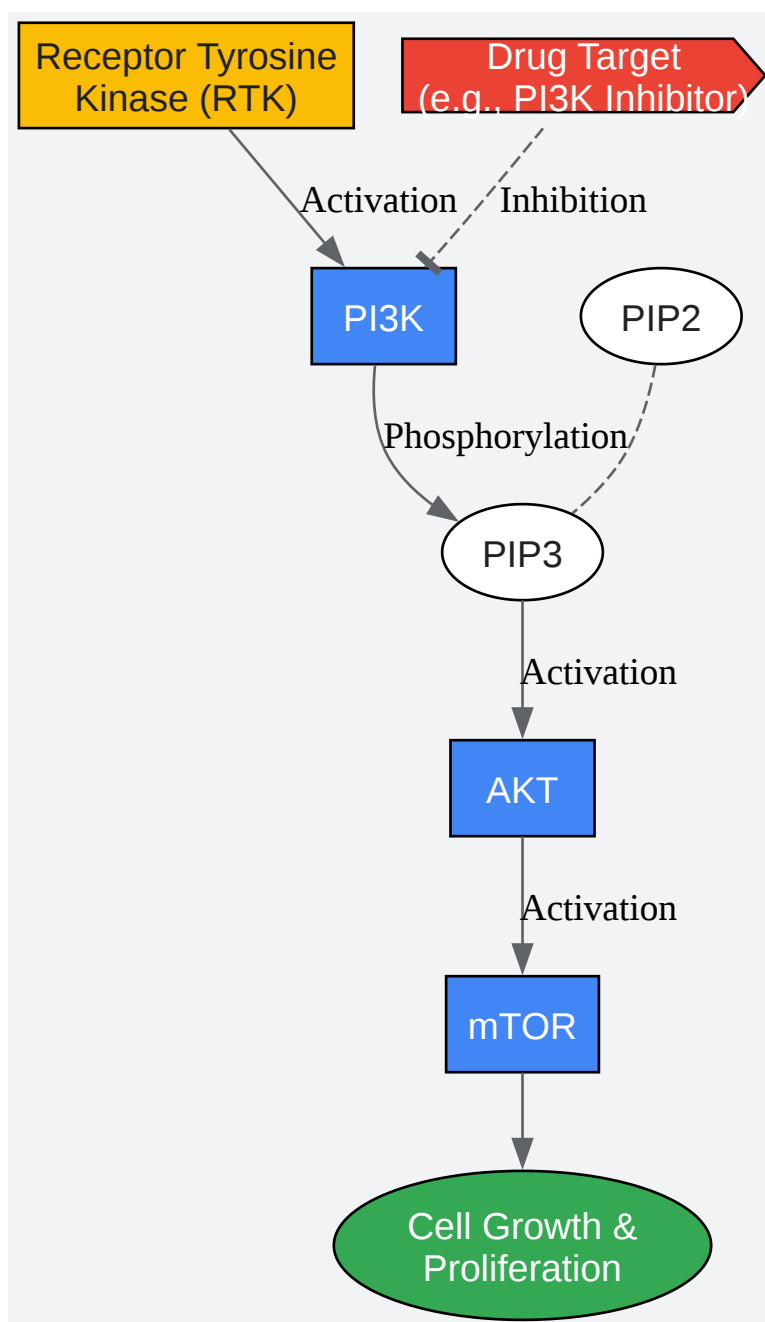 Receptor Tyrosine
Kinase (RTK)
Drug Target
(e.g., PI3K Inhibitor)
Activation
Inhibition
PI3K
PIP2
Phosphorylation
PIP3
Activation
AKT
Activation
mTOR
Cell Growth &
Proliferation